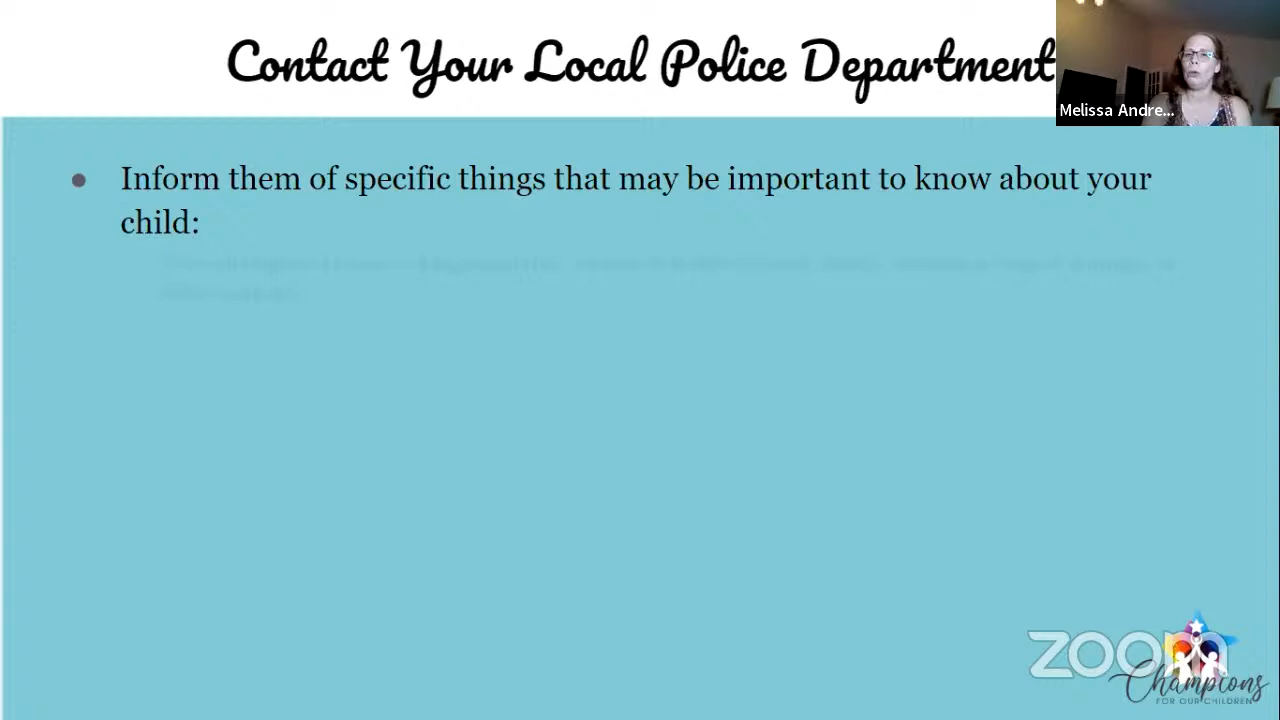 Contact Your Local Police Department
Melissa Andre...
Inform them of specific things that may be important to know about your
child:
zoom
Champions
FOR OUR CHILDREN